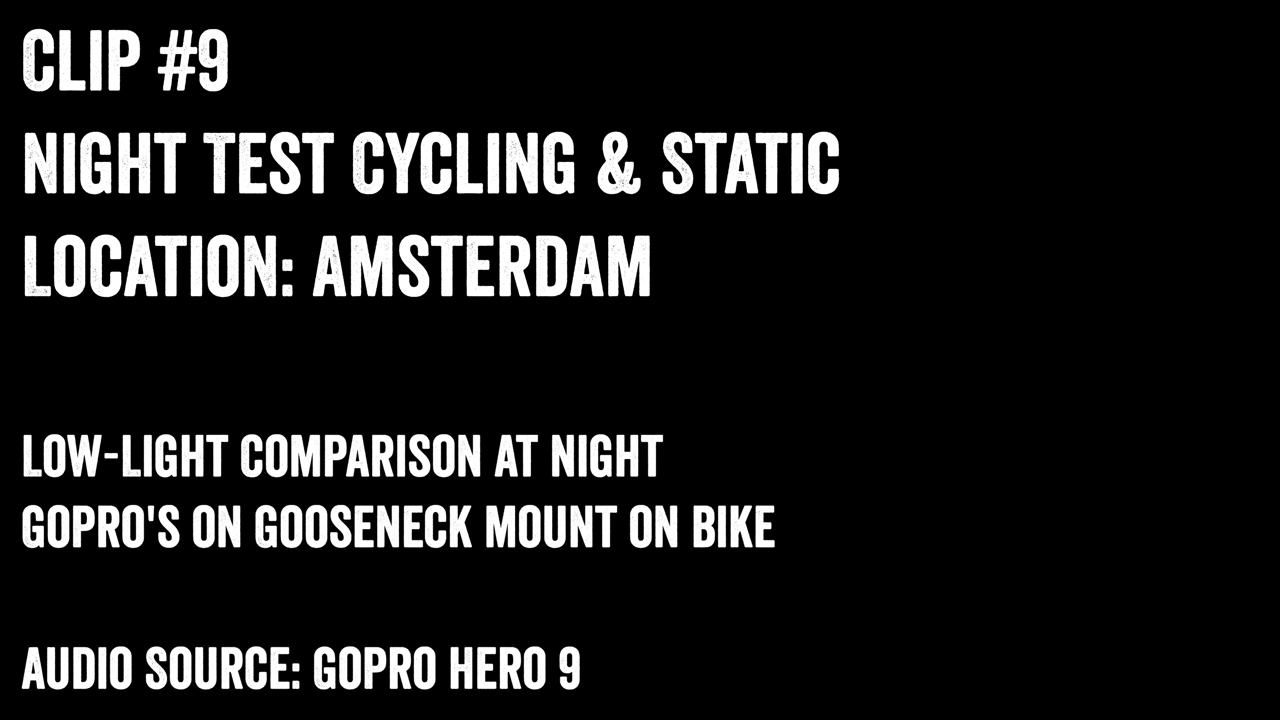 CLIP #9
NIGHT TEST CYCLING & STATIC
LOCATION: AMSTERDAM
LOW-LIGHT COMPARISON AT NIGHT
GOPRO'S ON GOOSENECK MOUNT ON BIKE
AUDIO SOURCE: GOPRO HERO 9